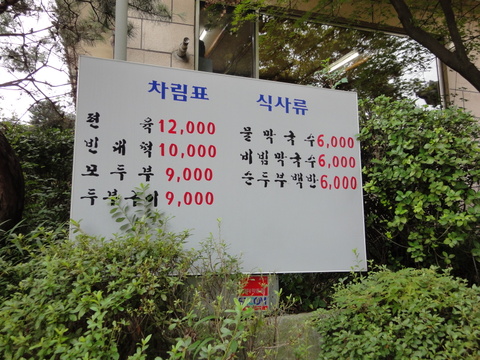 차림표
편 육 12,000
빈 대 떡 10,000
모 두 부 9,000
두부구이 9,000
식사류
물 막 국 수 6,000
비빔막국수 6,000
순두부백반 6,000